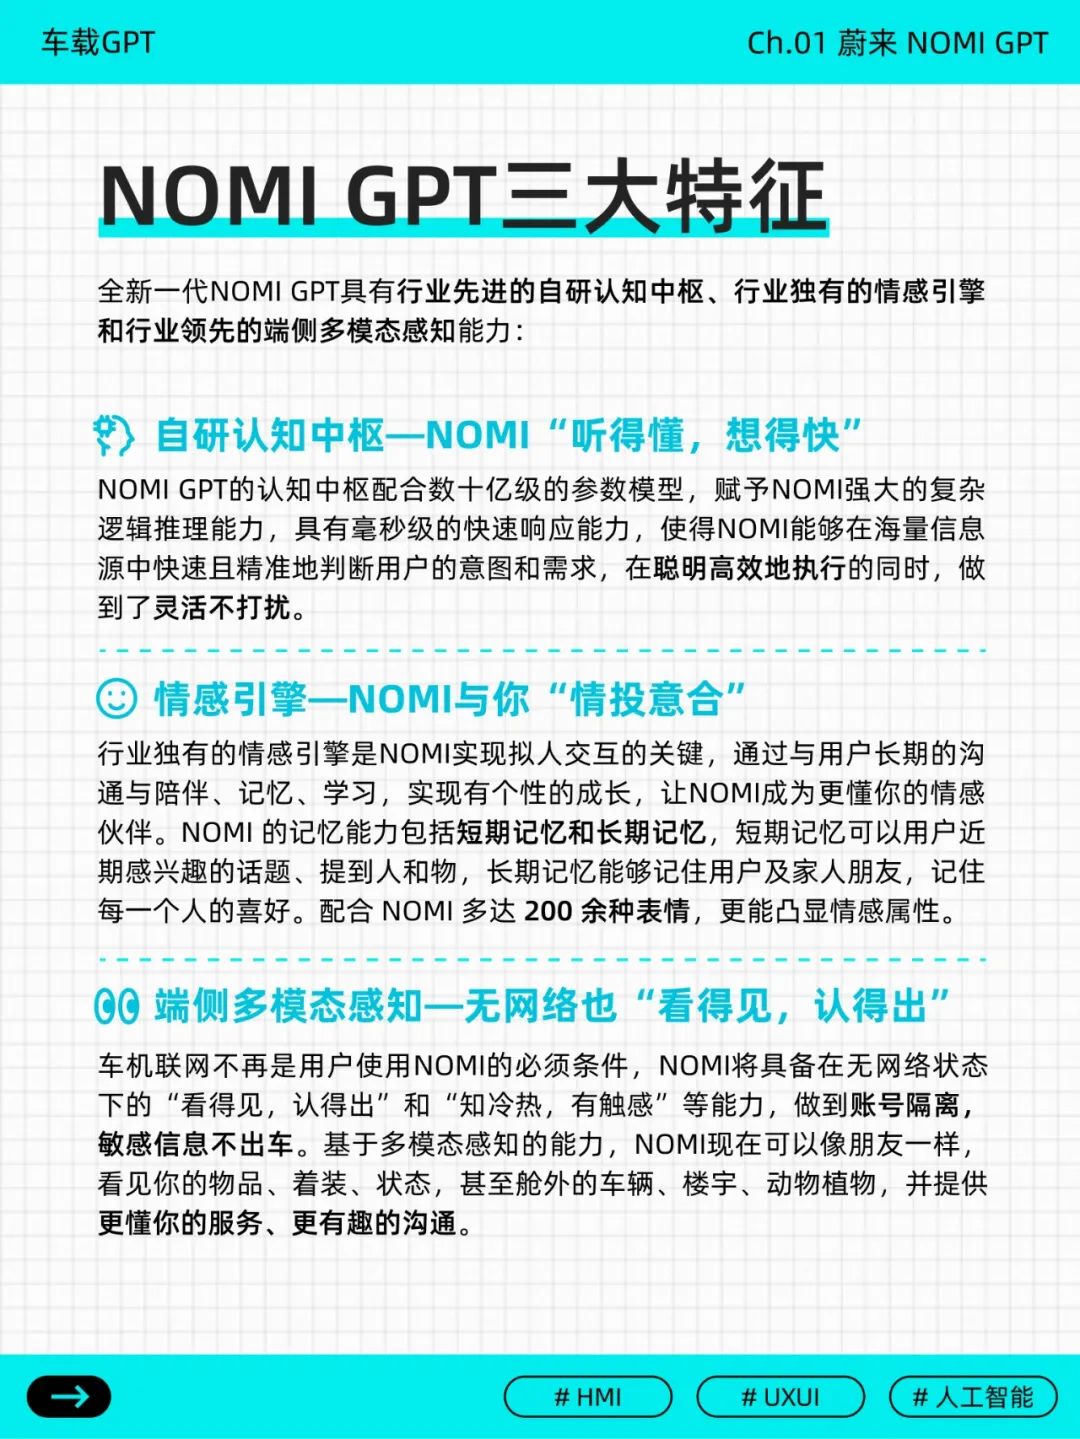 车载GPT
Ch.01 蔚来 NOMI GPT
NOMI GPT三大特征
全新一代NOMI GPT具有行业先进的自研认知中枢、行业独有的情感引擎
和行业领先的端侧多模态感知能力：
自研认知中枢—NOMI“听得懂，想得快”
NOMI GPT的认知中枢配合数十亿级的参数模型，赋予NOMI强大的复杂
逻辑推理能力，具有毫秒级的快速响应能力，使得NOMI能够在海量信息
源中快速且精准地判断用户的意图和需求，在聪明高效地执行的同时，做
到了灵活不打扰。
情感引擎—NOMI与你“情投意合”
行业独有的情感引擎是NOMI实现拟人交互的关键，通过与用户长期的沟
通与陪伴、记忆、学习，实现有个性的成长，让NOMI成为更懂你的情感
伙伴。NOMI 的记忆能力包括短期记忆和长期记忆，短期记忆可以用户近
期感兴趣的话题、提到人和物，长期记忆能够记住用户及家人朋友，记住
每一个人的喜好。配合 NOMI 多达 200 余种表情，更能凸显情感属性。
端侧多模态感知—无网络也“看得见，认得出”
车机联网不再是用户使用NOMI的必须条件，NOMI将具备在无网络状态
下的“看得见，认得出”和“知冷热，有触感”等能力，做到账号隔离，
敏感信息不出车。基于多模态感知的能力，NOMI现在可以像朋友一样，
看见你的物品、着装、状态，甚至舱外的车辆、楼宇、动物植物，并提供
更懂你的服务、更有趣的沟通。
# HMI
# UXUI
# 人工智能